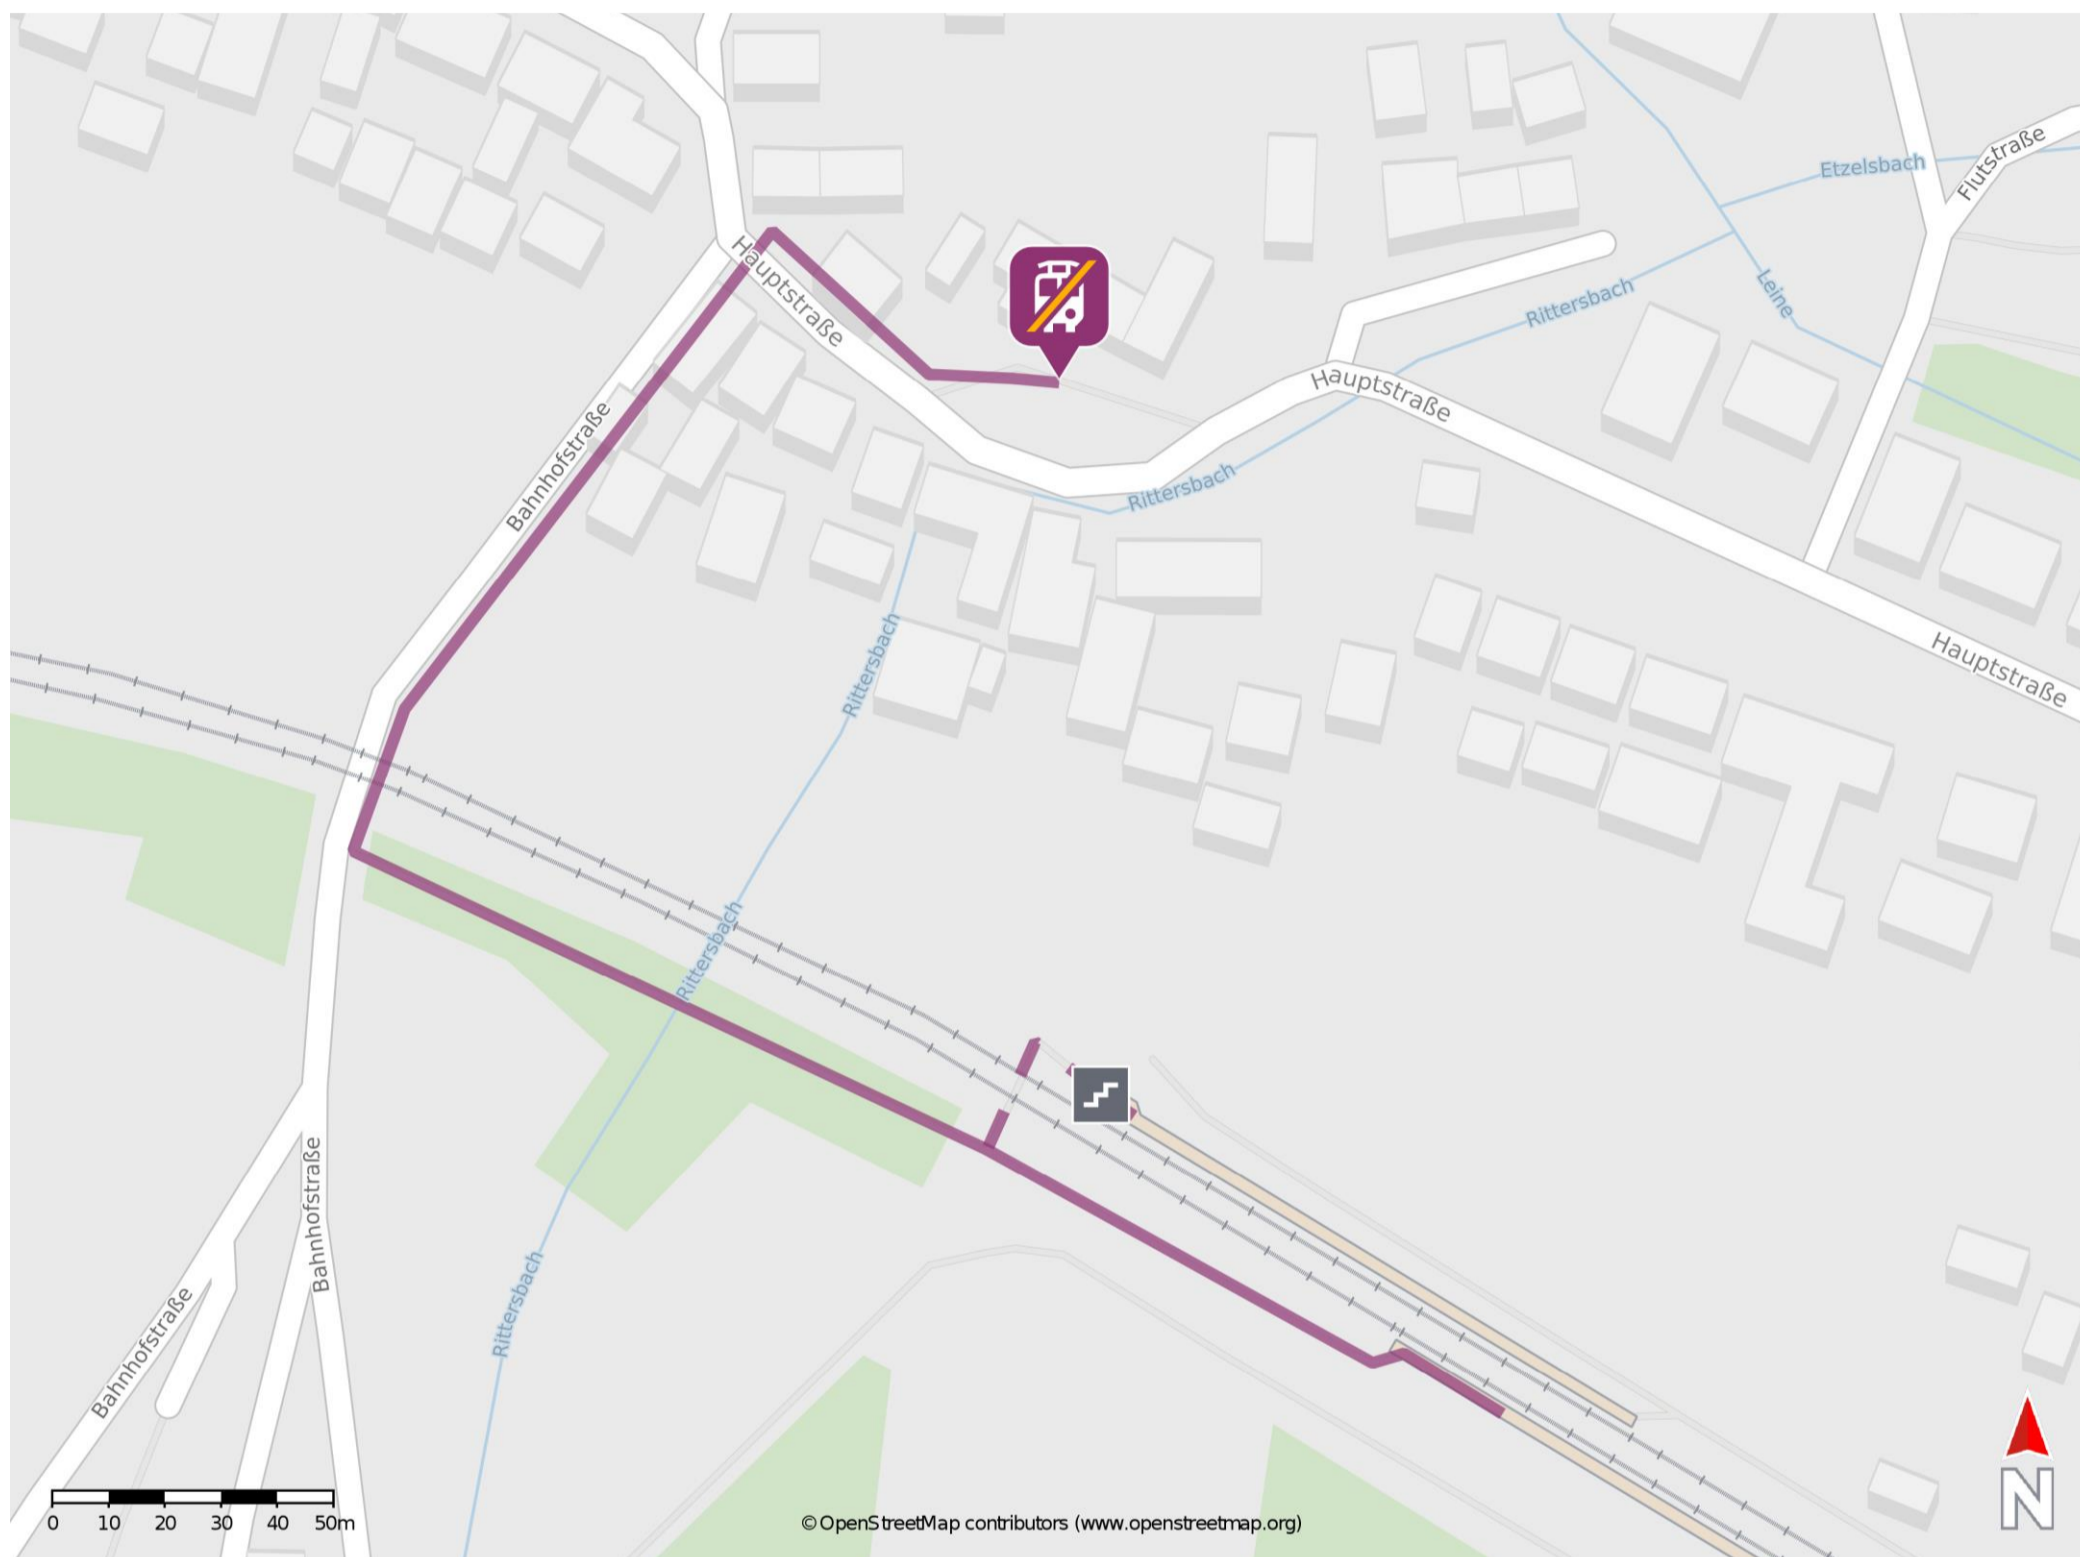 Etzelsbach
Flutstraße
Hauptstraße
Rittersbach
Leine
Hauptstraße
Bahnhofstraße
Rittersbach
Rittersbach
Hauptstraße
Rittersbach
Bahnhofstraße
Rittersbach
Bahnhofstraße
0 10 20 30 40 50m
© OpenStreetMap contributors (www.openstreetmap.org)
N